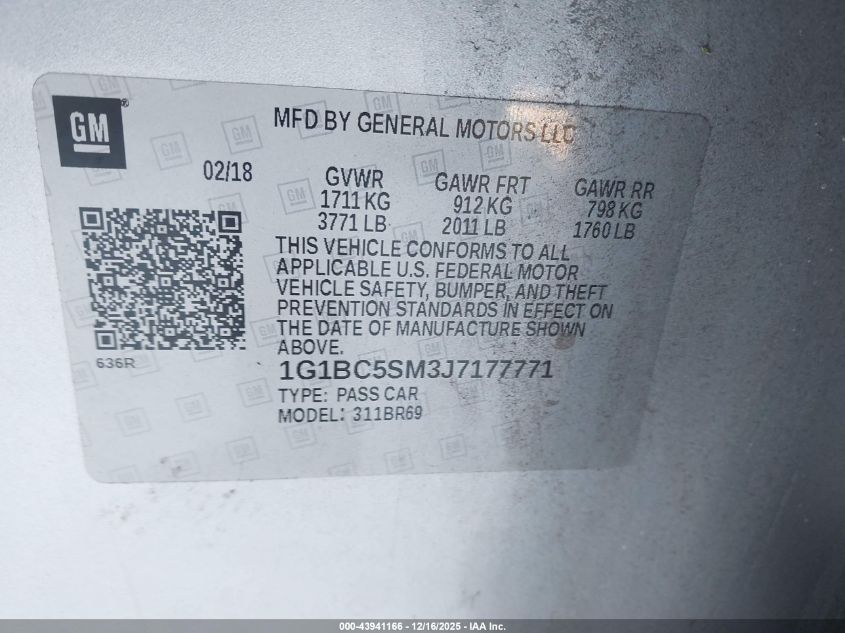 GM®
MFD BY GENERAL MOTORS LLC
02/18
GVWR GAWR FRT GAWR RR
1711 KG 912 KG 798 KG
3771 LB 2011 LB 1760 LB
THIS VEHICLE CONFORMS TO ALL
APPLICABLE U.S. FEDERAL MOTOR
VEHICLE SAFETY, BUMPER, AND THEFT
PREVENTION STANDARDS IN EFFECT ON
THE DATE OF MANUFACTURE SHOWN
ABOVE.
636R
1G1BC5SM3J7177771
TYPE: PASS CAR
MODEL: 311BR69
000-43941166 - 12/16/2025 - IAA Inc.